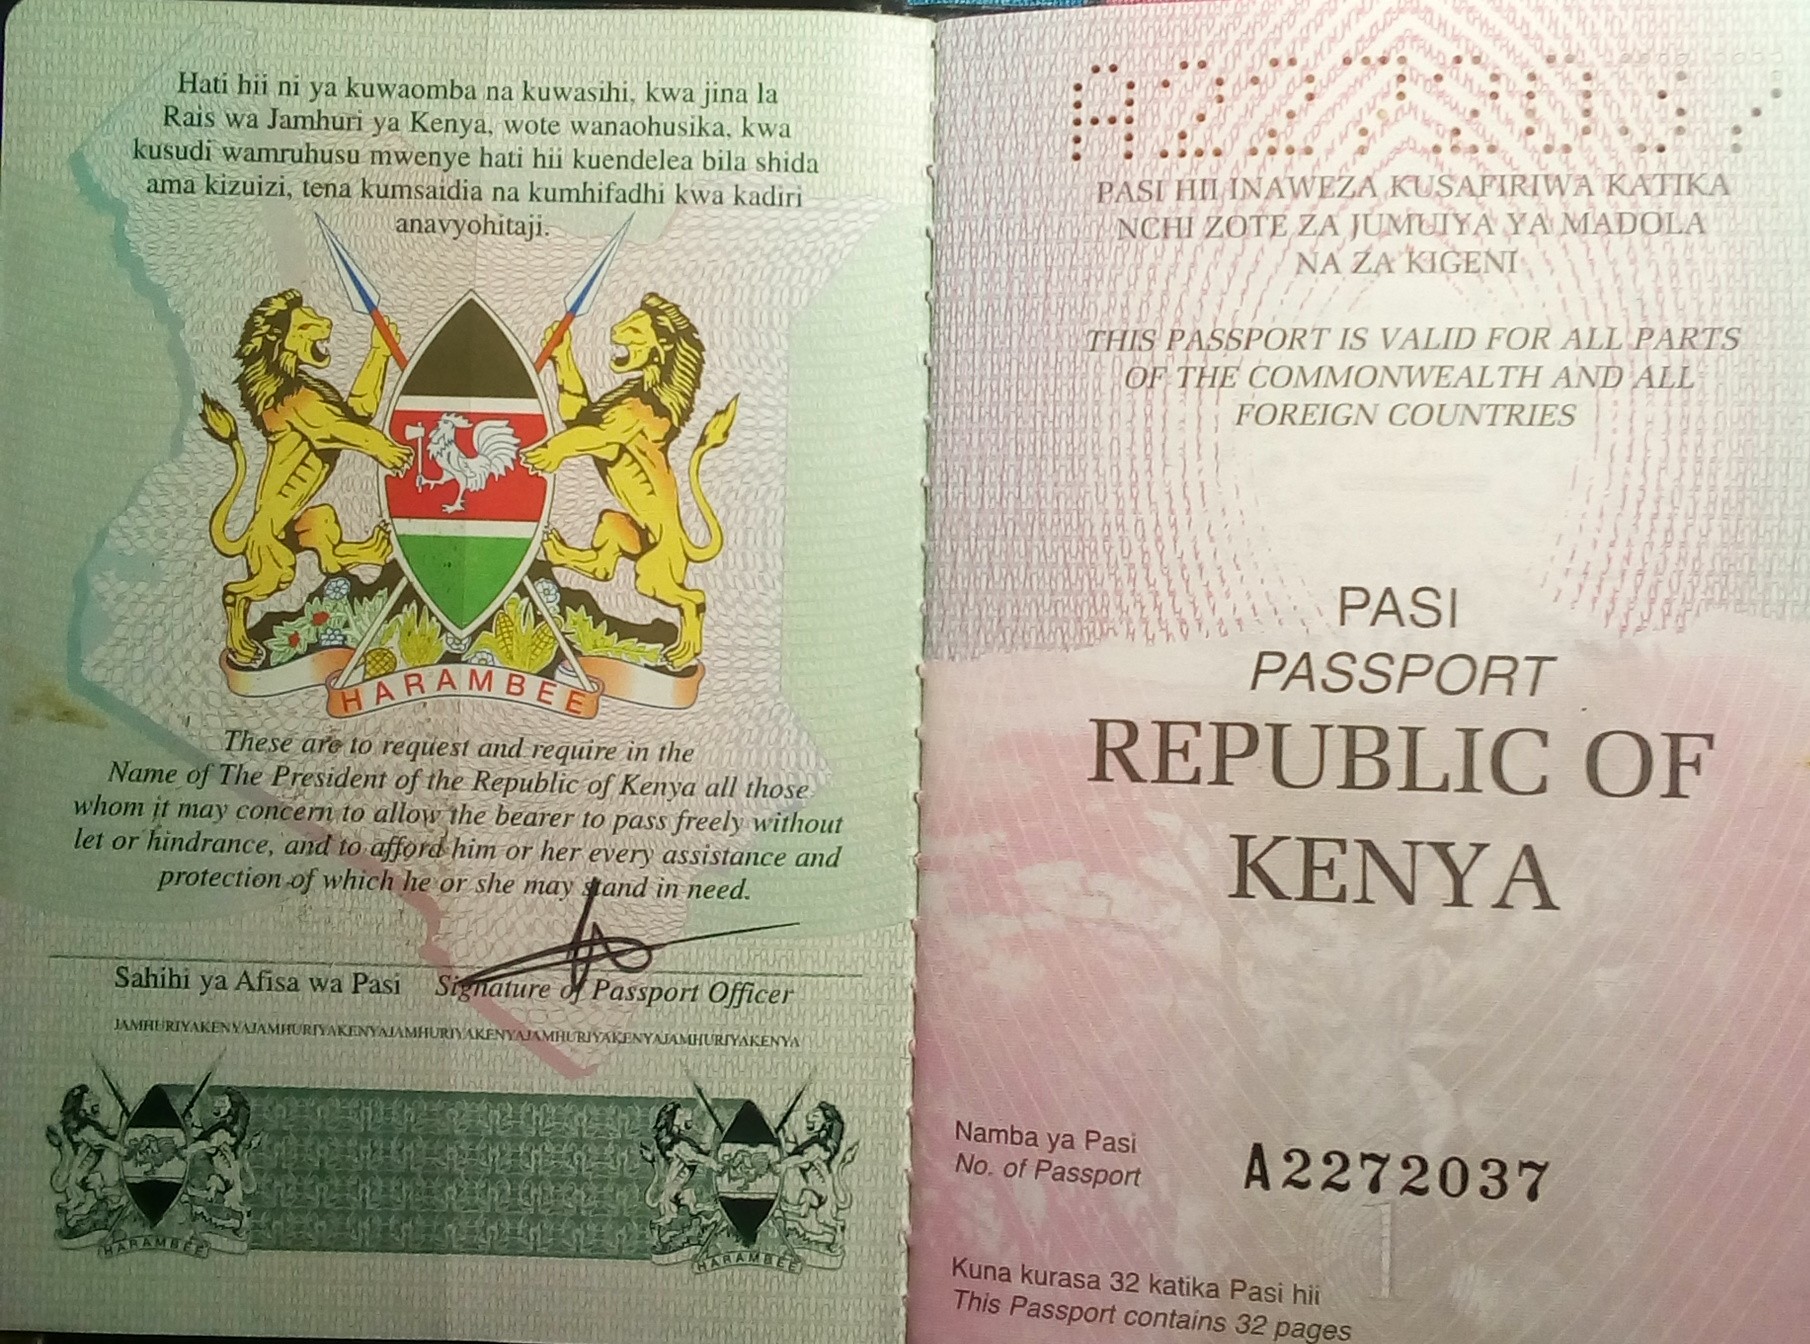 Hati hii ni ya kuwaomba na kuwasihi, kwa jina la
Rais wa Jamhuri ya Kenya, wote wanaohusika, kwa
kusudi wamruhusu mwenye hati hii kuendelea bila shida
ama kizuizi, tena kumsaidia na kumhifadhi kwa kadiri
anavyohitaji.
HARAMBEE
These are to request and require in the
Name of The President of the Republic of Kenya all those
whom it may concern to allow the bearer to pass freely without
let or hindrance, and to afford him or her every assistance and
protection of which he or she may stand in need.
Sahihi ya Afisa wa Pasi Signature of Passport Officer
JAMHURIYAKENYAJAMHURIYAKENYAJAMHURIYAKENYAJAMHURIYAKENYAJAMHURIYAKENYA
HARAMBEE
HARAMBEE
PASI HII INAWEZA KUSAFIRIWA KATIKA
NCHI ZOTE ZA JUMUIYA YA MADOLA
NA ZA KIGENI
THIS PASSPORT IS VALID FOR ALL PARTS
OF THE COMMONWEALTH AND ALL
FOREIGN COUNTRIES
PASI
PASSPORT
REPUBLIC OF
KENYA
Namba ya Pasi
No. of Passport
A2272037
1
Kuna kurasa 32 katika Pasi hii
This Passport contains 32 pages